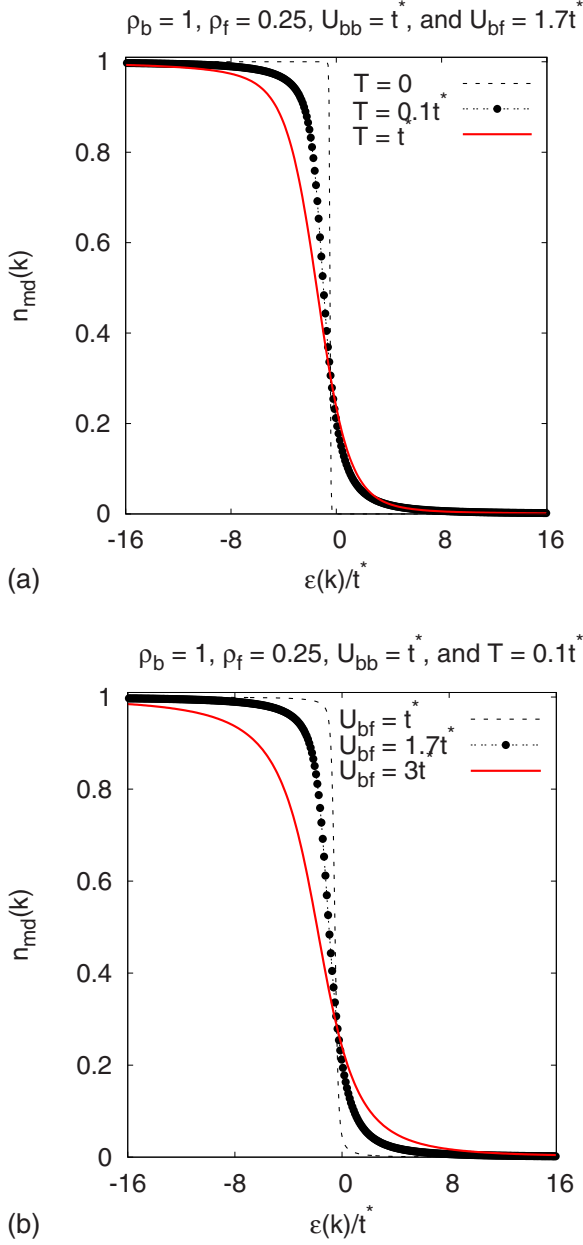 ρb = 1, ρf = 0.25, Ubb = t*, and Ubf = 1.7t*
T = 0
T = 0.1t*
T = t*
1
0.8
0.6
0.4
0.2
0
nmd(k)
-16 -8 0 8 16
(a)
ε(k)/t*
ρb = 1, ρf = 0.25, Ubb = t*, and T = 0.1t*
Ubf = t*
Ubf = 1.7t*
Ubf = 3t*
1
0.8
0.6
0.4
0.2
0
nmd(k)
-16 -8 0 8 16
(b)
ε(k)/t*